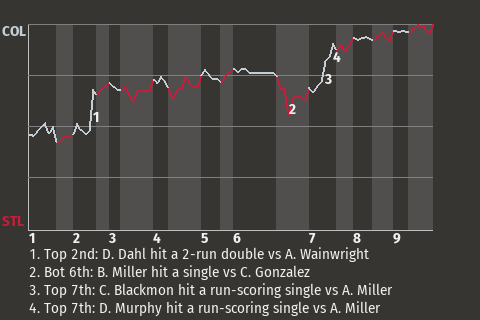 COL
4
3
1
2
STL
1 2 3 4 5 6 7 8 9
1. Top 2nd: D. Dahl hit a 2-run double vs A. Wainwright
2. Bot 6th: B. Miller hit a single vs C. Gonzalez
3. Top 7th: C. Blackmon hit a run-scoring single vs A. Miller
4. Top 7th: D. Murphy hit a run-scoring single vs A. Miller